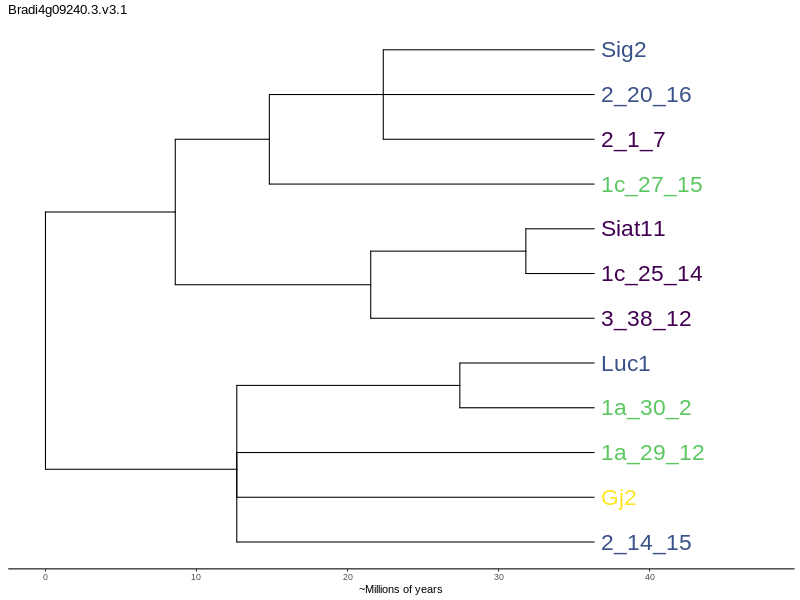 Bradi4g09240.3.v3.1
Sig2
2_20_16
2_1_7
1c_27_15
Siat11
1c_25_14
3_38_12
Luc1
1a_30_2
1a_29_12
Gj2
2_14_15
0 10 20 30 40
~Millions of years